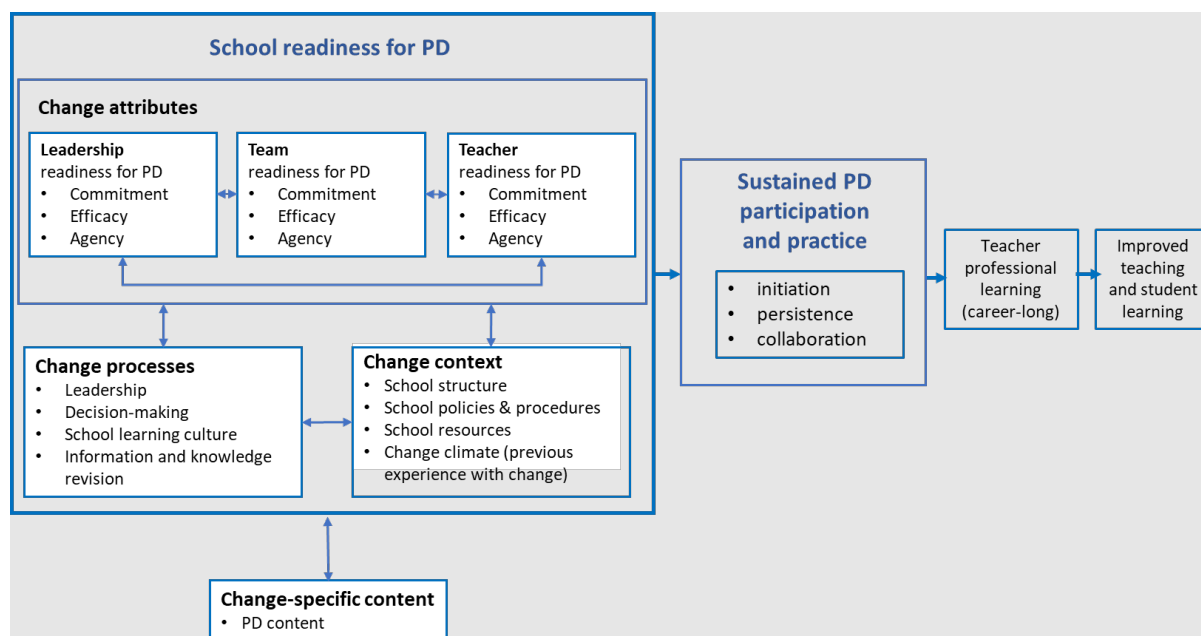 School readiness for PD
Change attributes
Leadership
readiness for PD
• Commitment
• Efficacy
• Agency
Team
readiness for PD
• Commitment
• Efficacy
• Agency
Teacher
readiness for PD
• Commitment
• Efficacy
• Agency
Change processes
• Leadership
• Decision-making
• School learning culture
• Information and knowledge
revision
Change context
• School structure
• School policies & procedures
• School resources
• Change climate (previous
experience with change)
Change-specific content
• PD content
Sustained PD
participation
and practice
• initiation
• persistence
• collaboration
Teacher
professional
learning
(career-long)
Improved
teaching
and student
learning